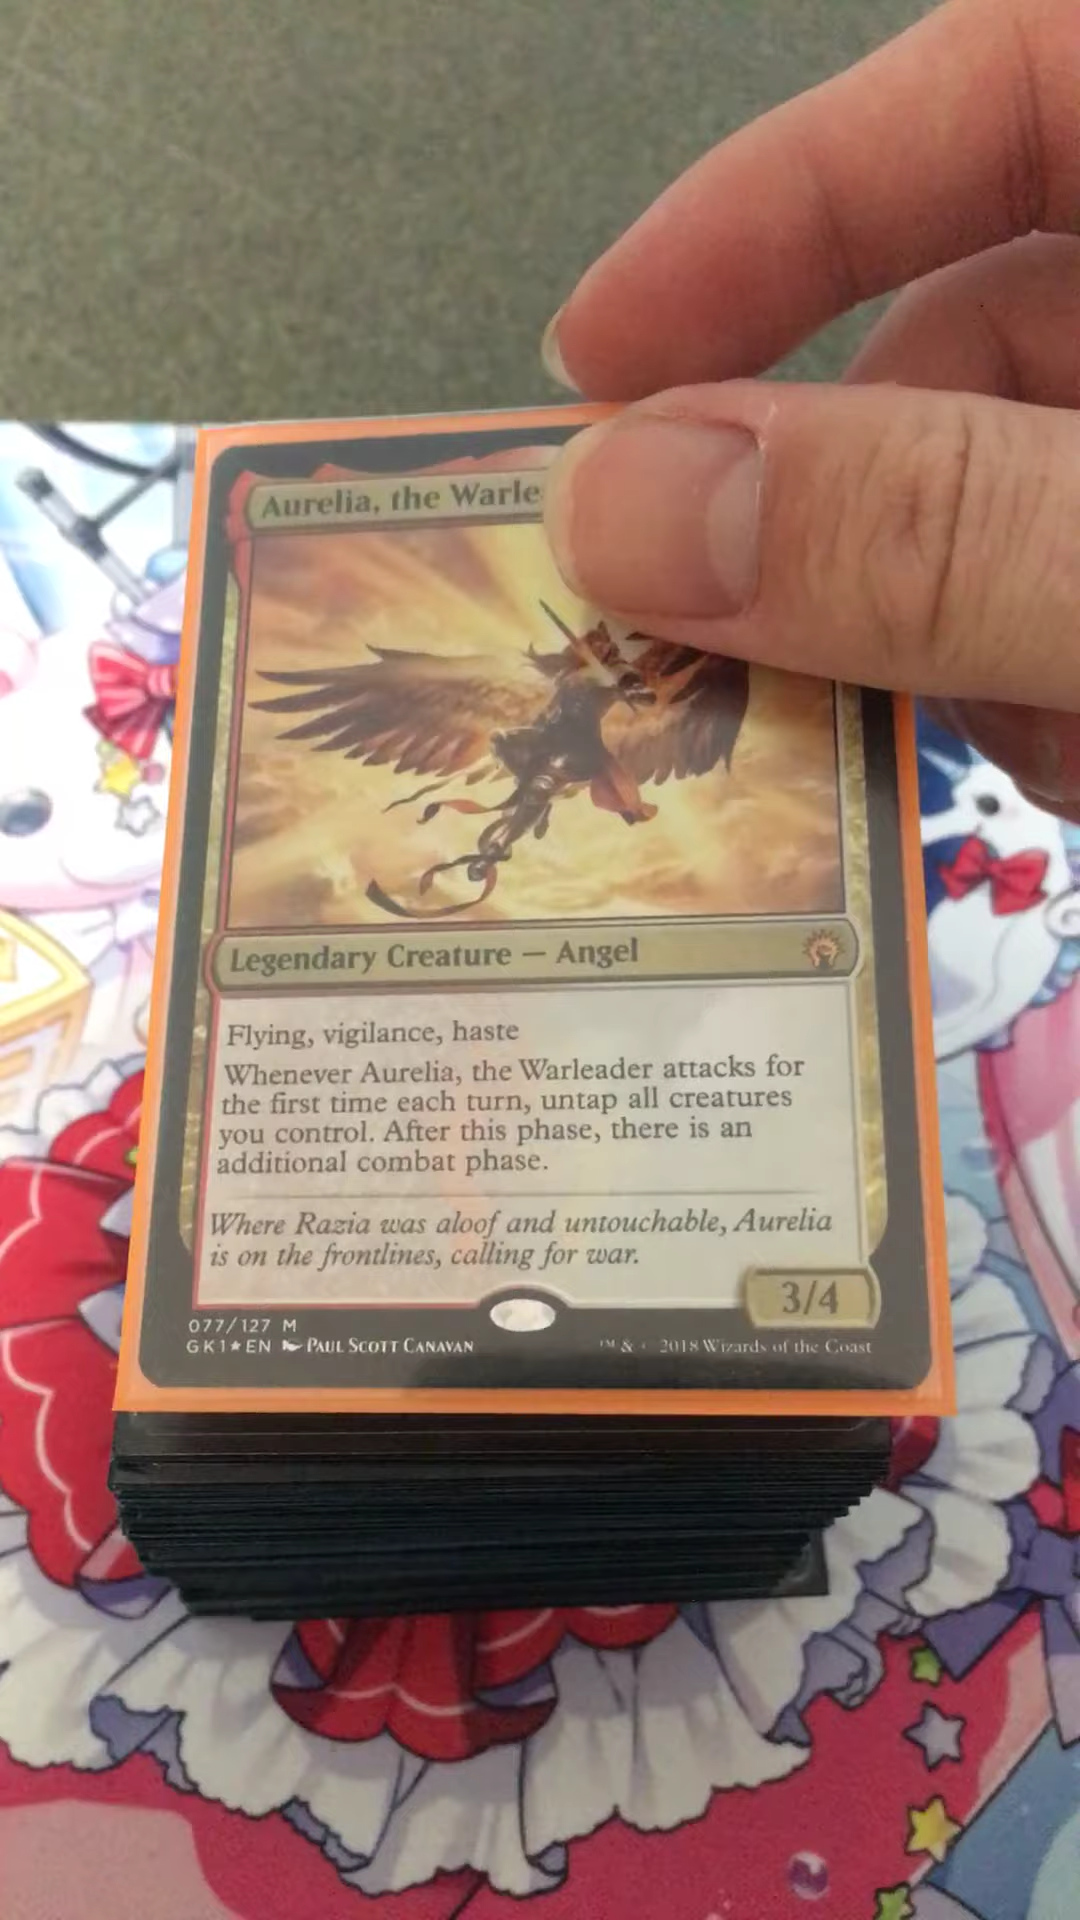 Aurelia, the Warle
Legendary Creature — Angel
Flying, vigilance, haste
Whenever Aurelia, the Warleader attacks for
the first time each turn, untap all creatures
you control. After this phase, there is an
additional combat phase.
Where Razia was aloof and untouchable, Aurelia
is on the frontlines, calling for war.
3/4
077/127 M
GK1★EN Paul Scott Canavan
™ & © 2018 Wizards of the Coast